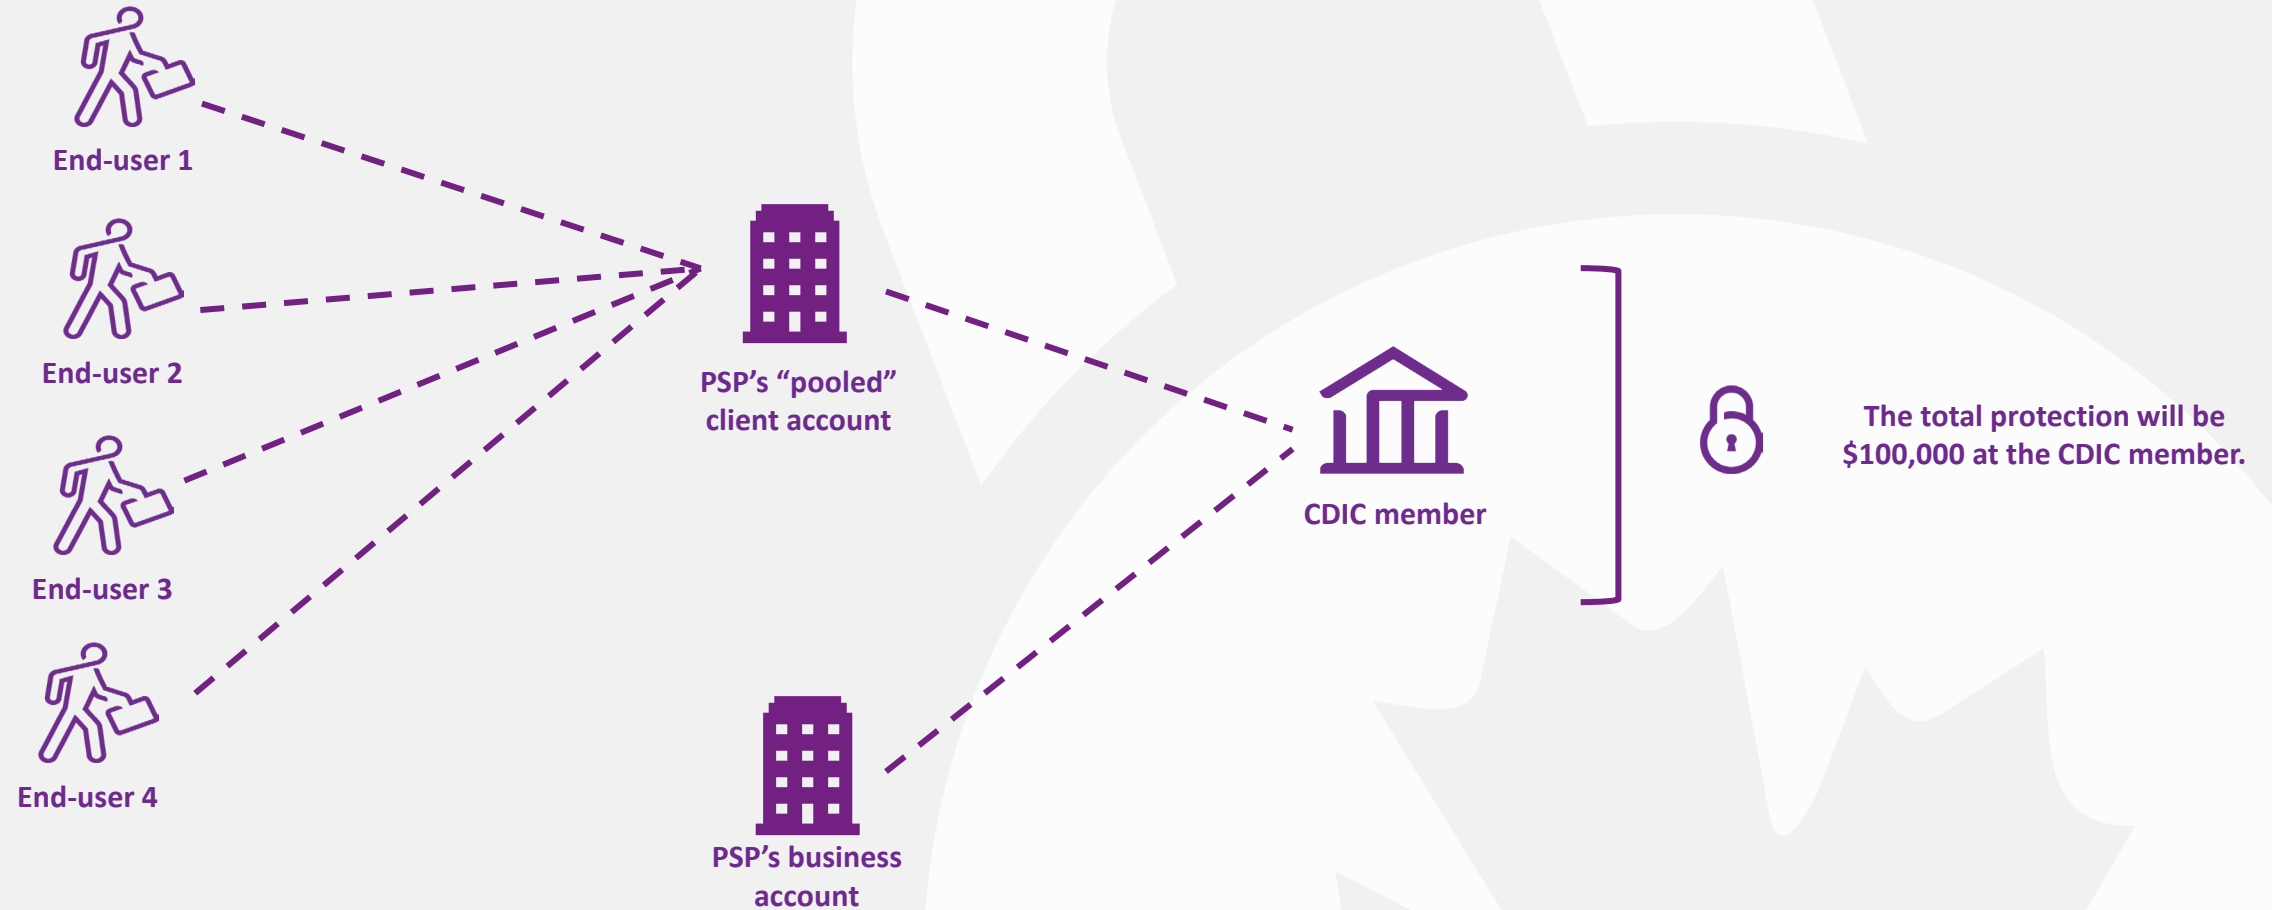 End-user 1
End-user 2
End-user 3
End-user 4
PSP’s “pooled”
client account
PSP’s business
account
CDIC member
The total protection will be
$100,000 at the CDIC member.